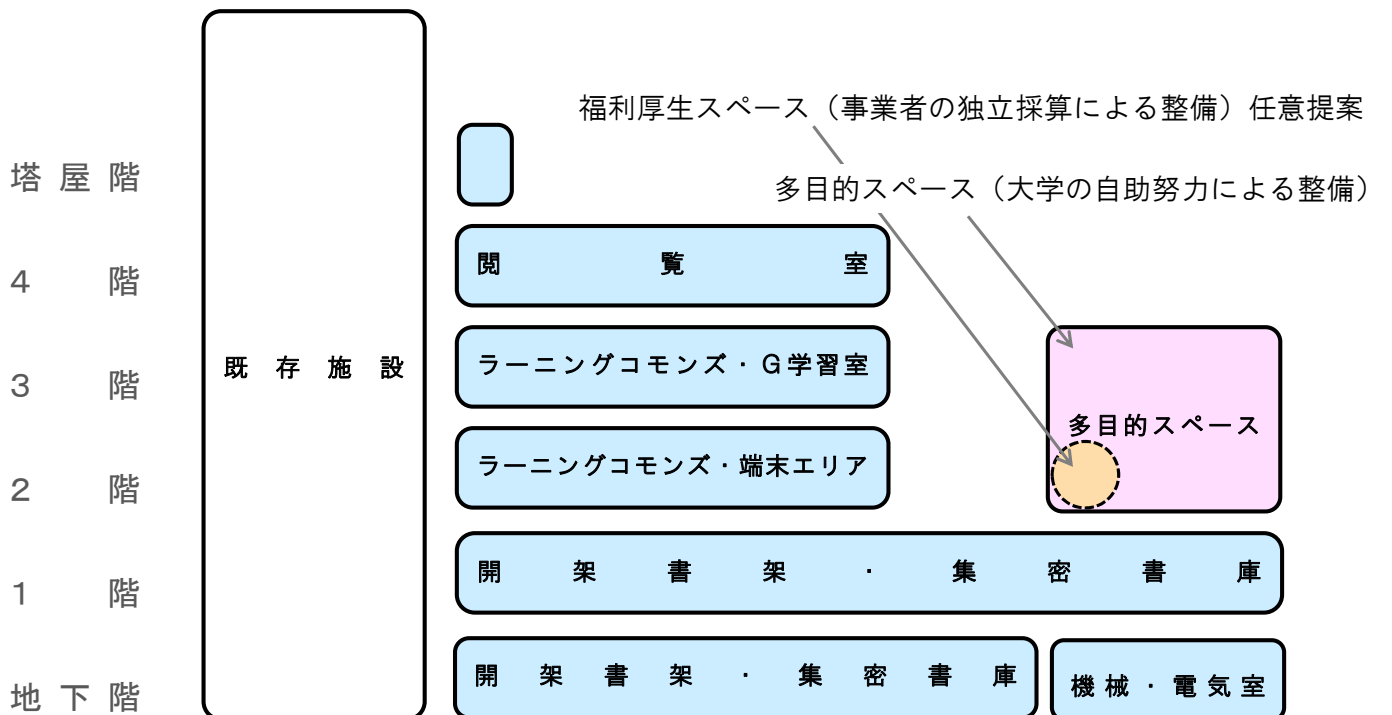 福利厚生スペース（事業者の独立採算による整備）任意提案
塔屋階
多目的スペース（大学の自助努力による整備）
4階
閲覧室
既存施設
3階
ラーニングコモンズ・G学習室
多目的スペース
2階
ラーニングコモンズ・端末エリア
1階
開架書架・集密書庫
地下階
開架書架・集密書庫
機械・電気室